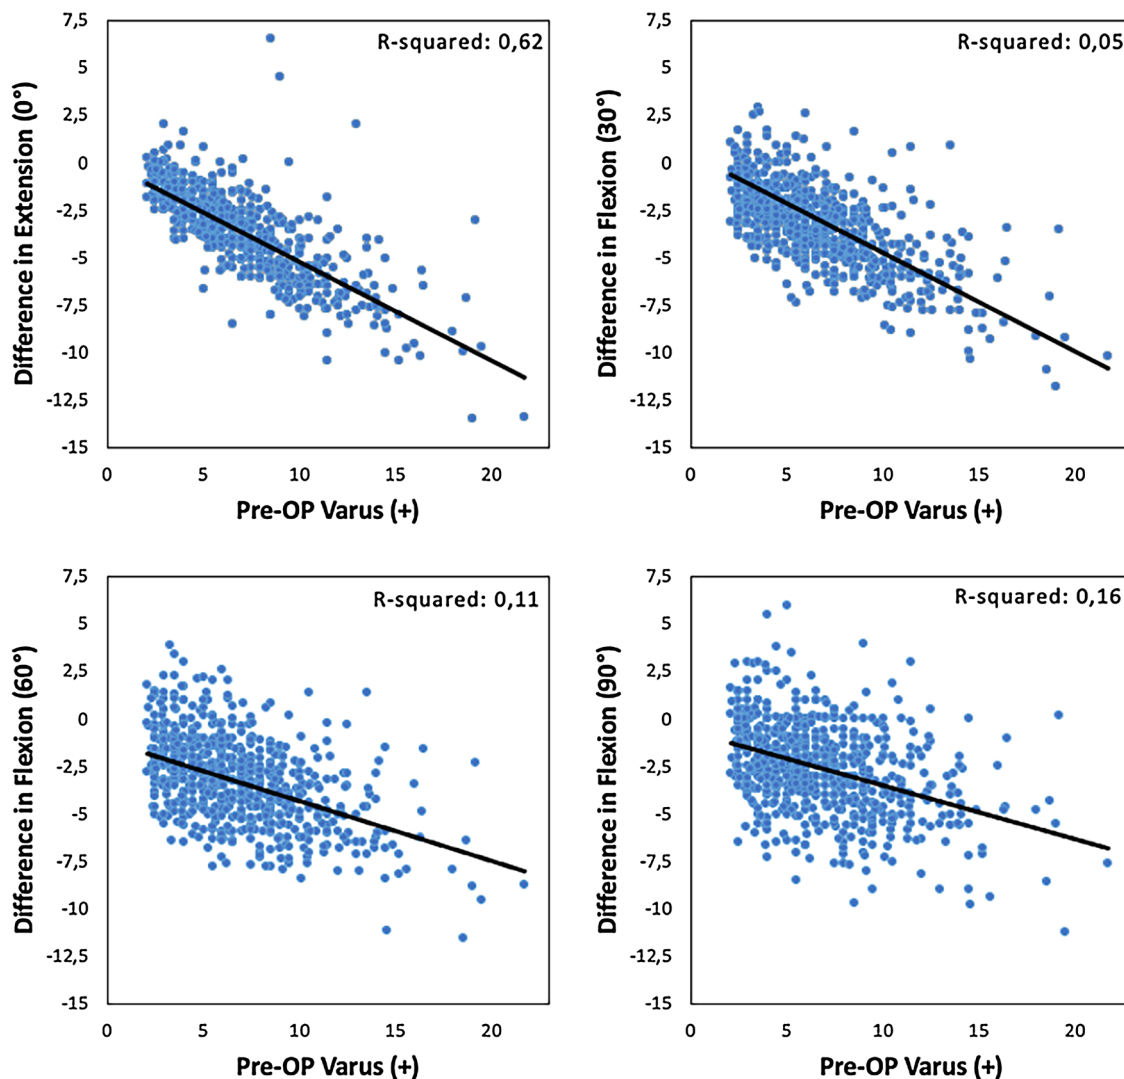 7,5
5
2,5
0
-2,5
-5
-7,5
-10
-12,5
-15
Difference in Extension (0°)
R-squared: 0,62
0 5 10 15 20
Pre-OP Varus (+)
7,5
5
2,5
0
-2,5
-5
-7,5
-10
-12,5
-15
Difference in Flexion (30°)
R-squared: 0,05
0 5 10 15 20
Pre-OP Varus (+)
7,5
5
2,5
0
-2,5
-5
-7,5
-10
-12,5
-15
Difference in Flexion (60°)
R-squared: 0,11
0 5 10 15 20
Pre-OP Varus (+)
7,5
5
2,5
0
-2,5
-5
-7,5
-10
-12,5
-15
Difference in Flexion (90°)
R-squared: 0,16
0 5 10 15 20
Pre-OP Varus (+)